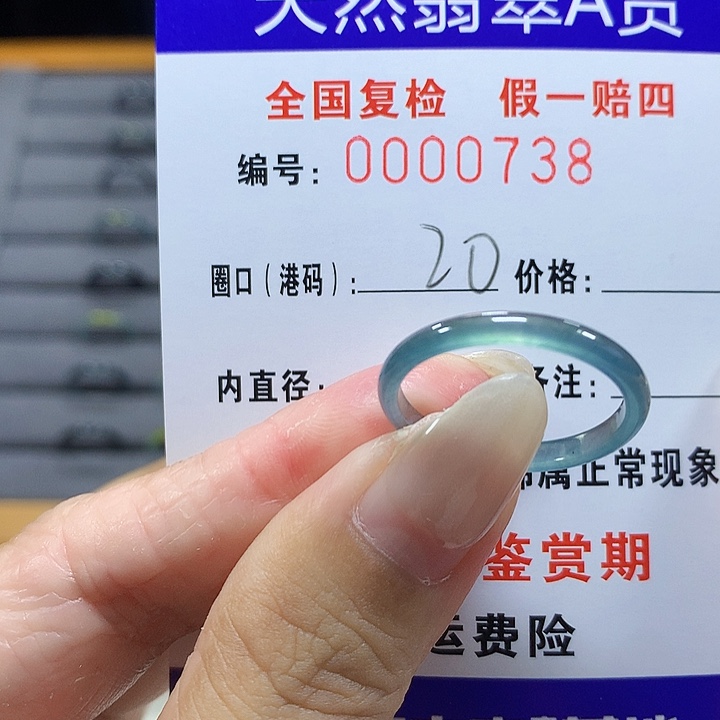 天然翡翠A货
全国复检 假一赔四
编号: 0000738
圈口(港码): 20 价格:
内直径: 备注:
属正常现象
鉴赏期
运费险